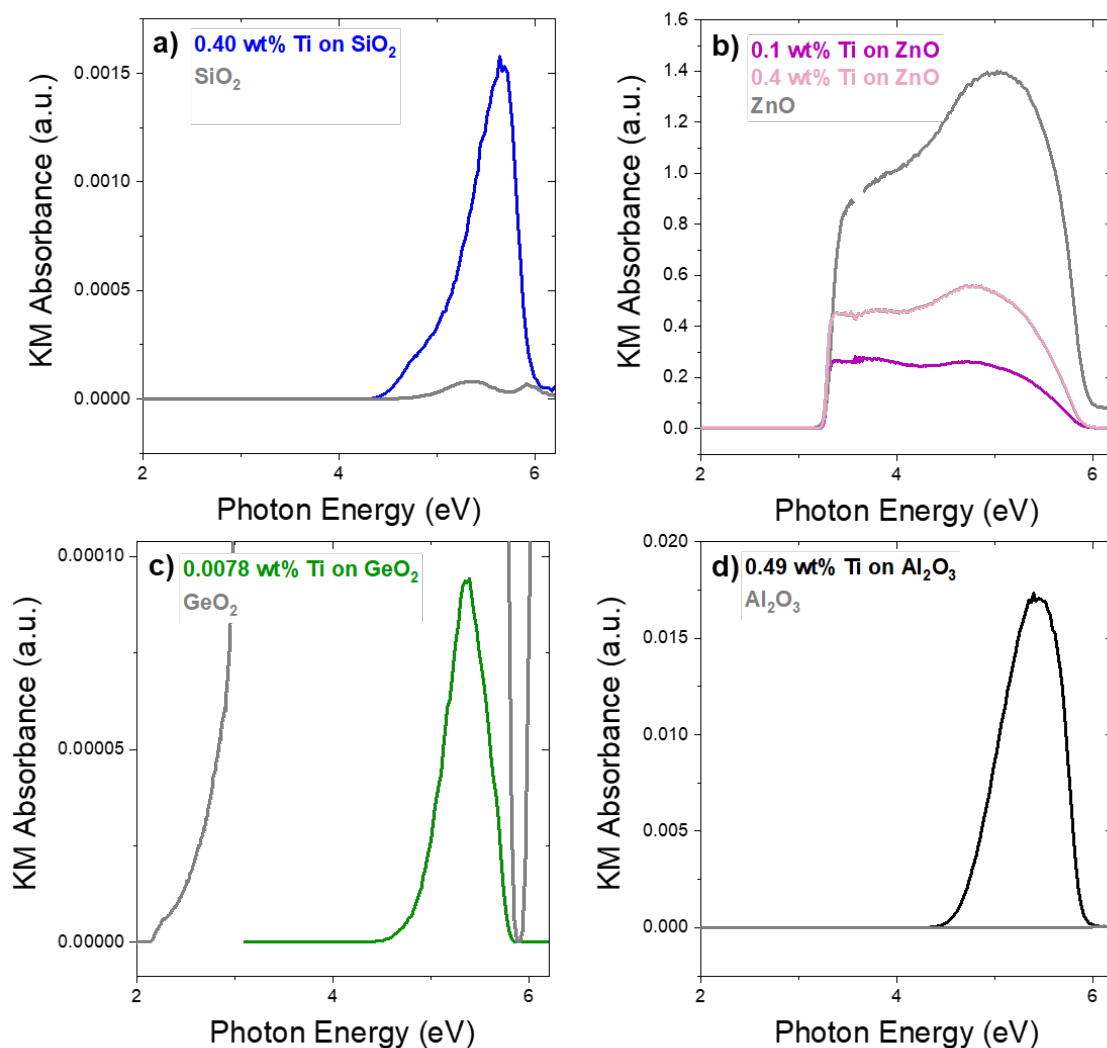 a)
0.40 wt% Ti on SiO₂
SiO₂
KM Absorbance (a.u.)
0.0015
0.0010
0.0005
0.0000
2
4
6
Photon Energy (eV)
b)
0.1 wt% Ti on ZnO
0.4 wt% Ti on ZnO
ZnO
KM Absorbance (a.u.)
1.6
1.4
1.2
1.0
0.8
0.6
0.4
0.2
0.0
2
4
6
Photon Energy (eV)
c)
0.0078 wt% Ti on GeO₂
GeO₂
KM Absorbance (a.u.)
0.00010
0.00005
0.00000
2
4
6
Photon Energy (eV)
d)
0.49 wt% Ti on Al₂O₃
Al₂O₃
KM Absorbance (a.u.)
0.020
0.015
0.010
0.005
0.000
2
4
6
Photon Energy (eV)